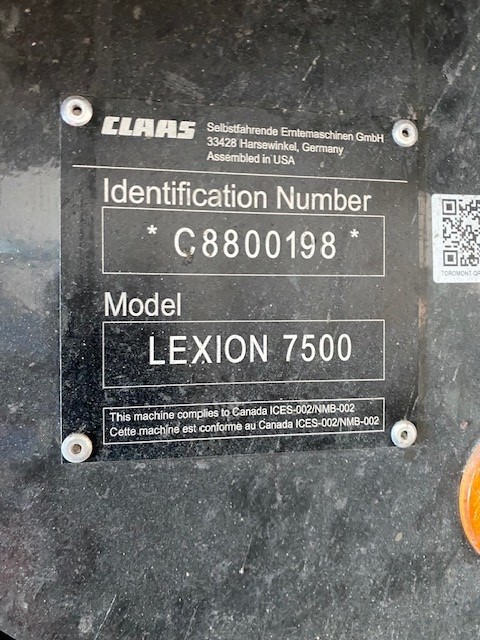 CLAAS
Selbstfahrende Erntemaschinen GmbH
33428 Harsewinkel, Germany
Assembled in USA
Identification Number
* C8800198 *
Model
LEXION 7500
This machine complies to Canada ICES-002/NMB-002
Cette machine est conforme au Canada ICES-002/NMB-002